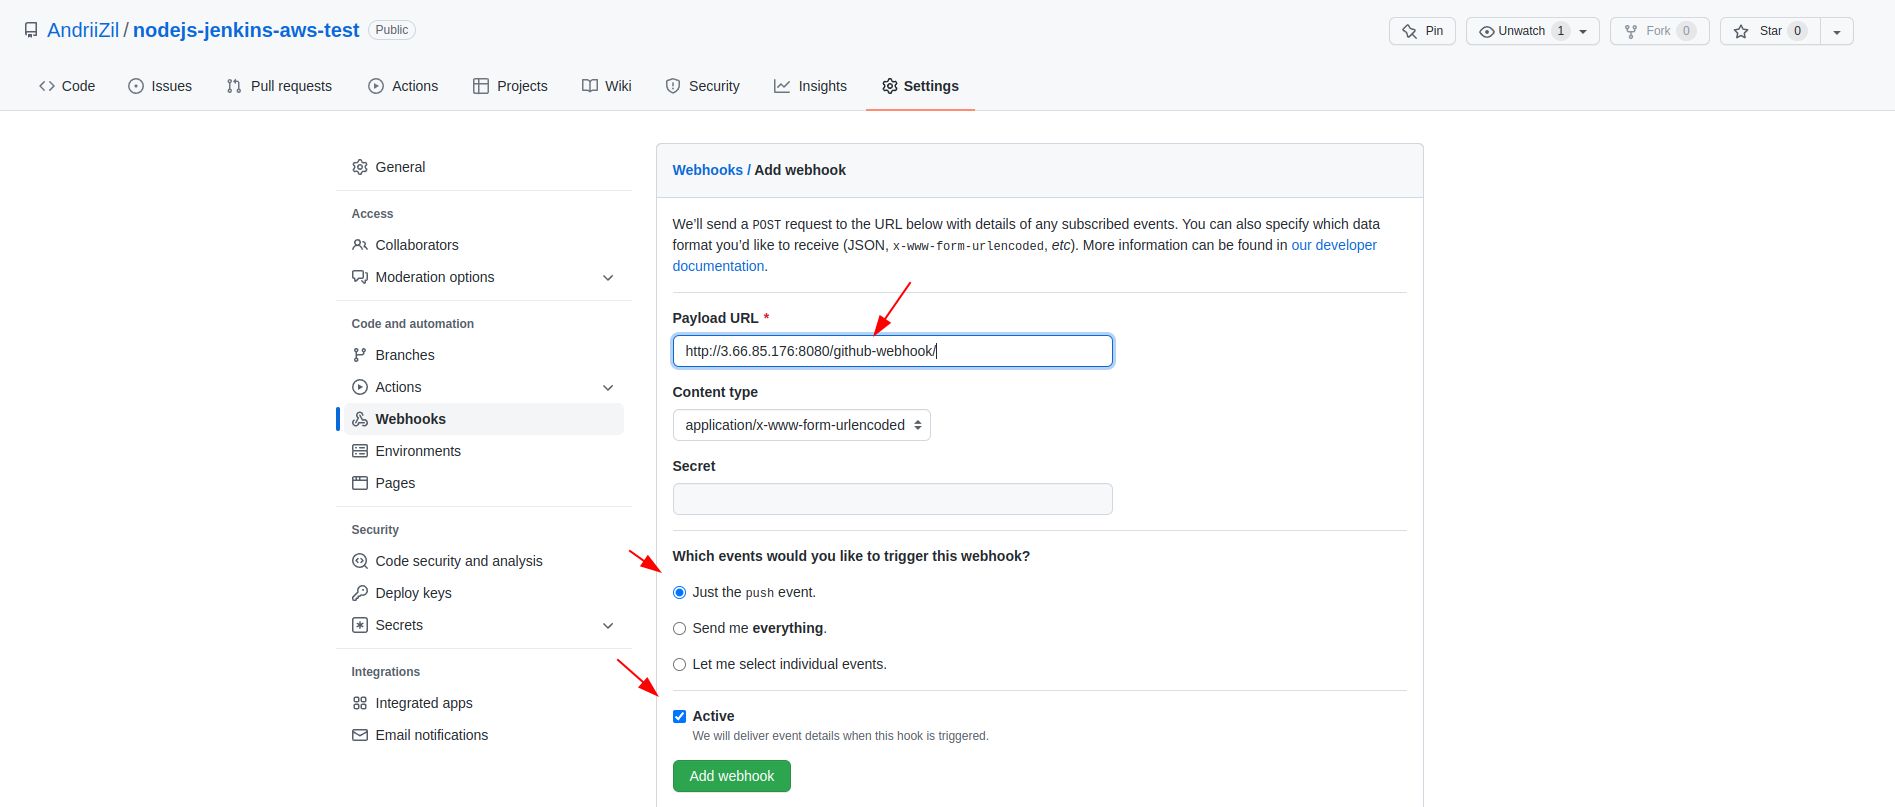 AndriiZil / nodejs-jenkins-aws-test Public
Pin Unwatch 1 Fork 0 Star 0
Code Issues Pull requests Actions Projects Wiki Security Insights Settings
General
Access
Collaborators
Moderation options
Code and automation
Branches
Actions
Webhooks
Environments
Pages
Security
Code security and analysis
Deploy keys
Secrets
Integrations
Integrated apps
Email notifications
Webhooks / Add webhook
We’ll send a POST request to the URL below with details of any subscribed events. You can also specify which data
format you’d like to receive (JSON, x-www-form-urlencoded, etc). More information can be found in our developer
documentation.
Payload URL *
http://3.66.85.176:8080/github-webhook/
Content type
application/x-www-form-urlencoded
Secret
Which events would you like to trigger this webhook?
Just the push event.
Send me everything.
Let me select individual events.
Active
We will deliver event details when this hook is triggered.
Add webhook